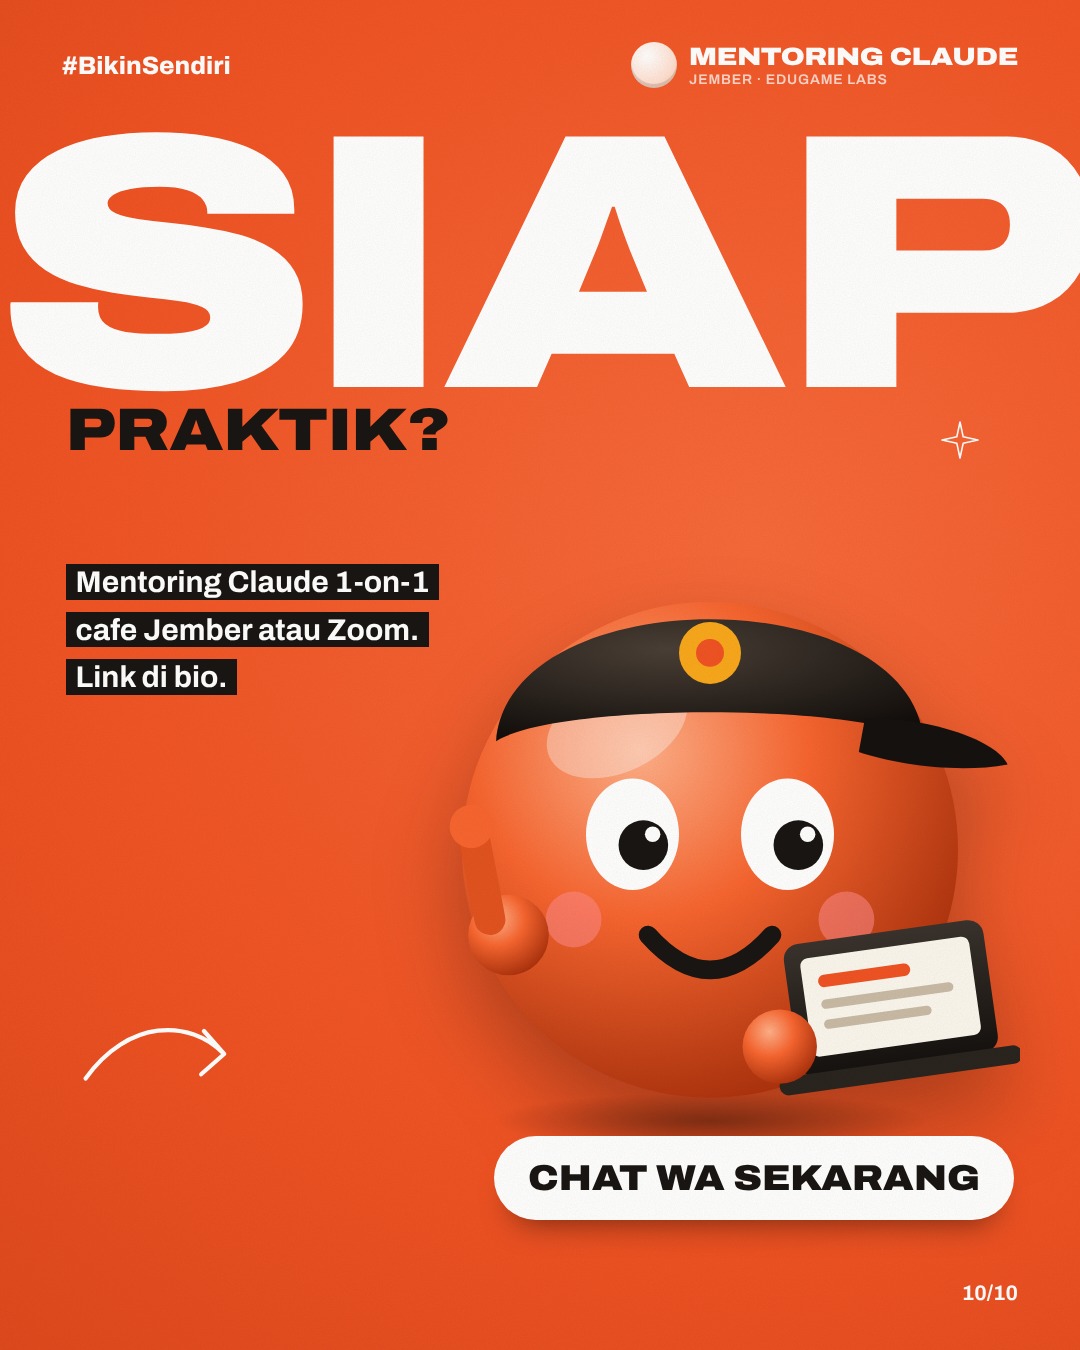 #BikinSendiri
MENTORING CLAUDE
JEMBER · EDUGAME LABS
SIAP
PRAKTIK?
Mentoring Claude 1-on-1
cafe Jember atau Zoom.
Link di bio.
CHAT WA SEKARANG
10/10